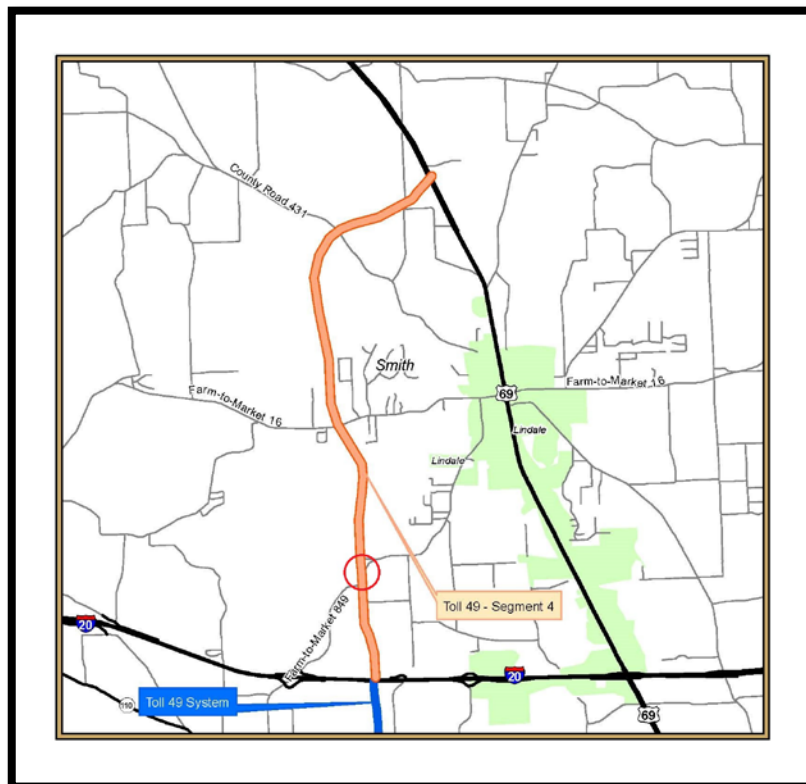 County Road 431
Smith
Farm-to-Market 16
Farm-to-Market 16
69
Lindale
Lindale
Toll 49 - Segment 4
Farm-to-Market 849
20
20
110
Toll 49 System
69